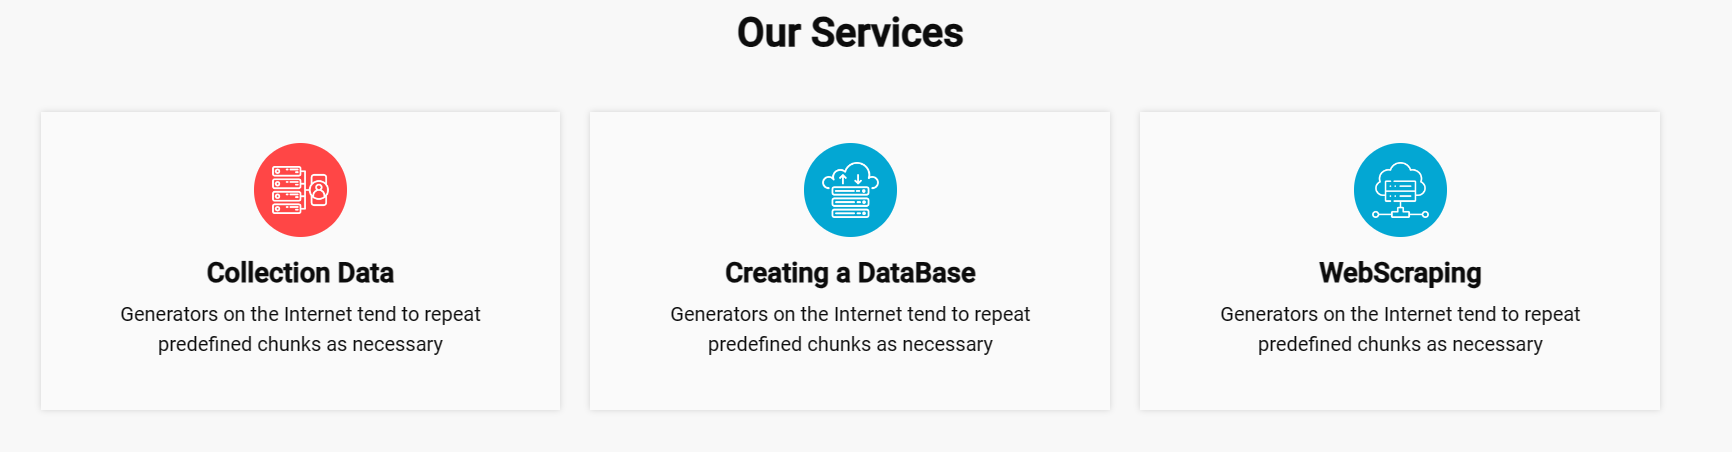 Our Services
Collection Data
Generators on the Internet tend to repeat
predefined chunks as necessary
Creating a DataBase
Generators on the Internet tend to repeat
predefined chunks as necessary
WebScraping
Generators on the Internet tend to repeat
predefined chunks as necessary